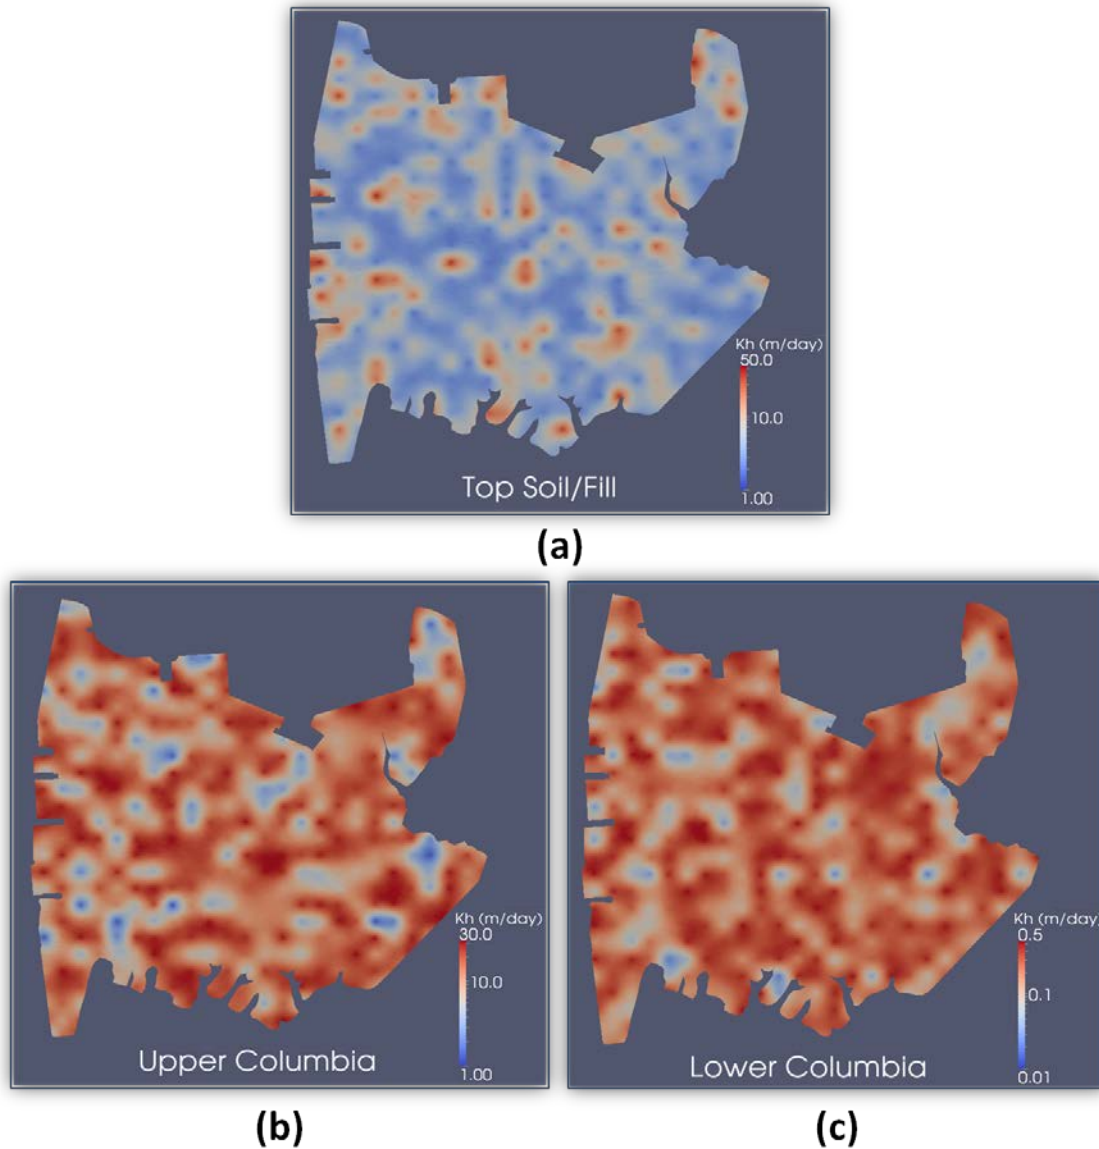 Kh (m/day)
50.0
10.0
1.00
Top Soil/Fill
(a)
Kh (m/day)
30.0
10.0
1.00
Upper Columbia
(b)
Kh (m/day)
0.5
0.1
0.01
Lower Columbia
(c)